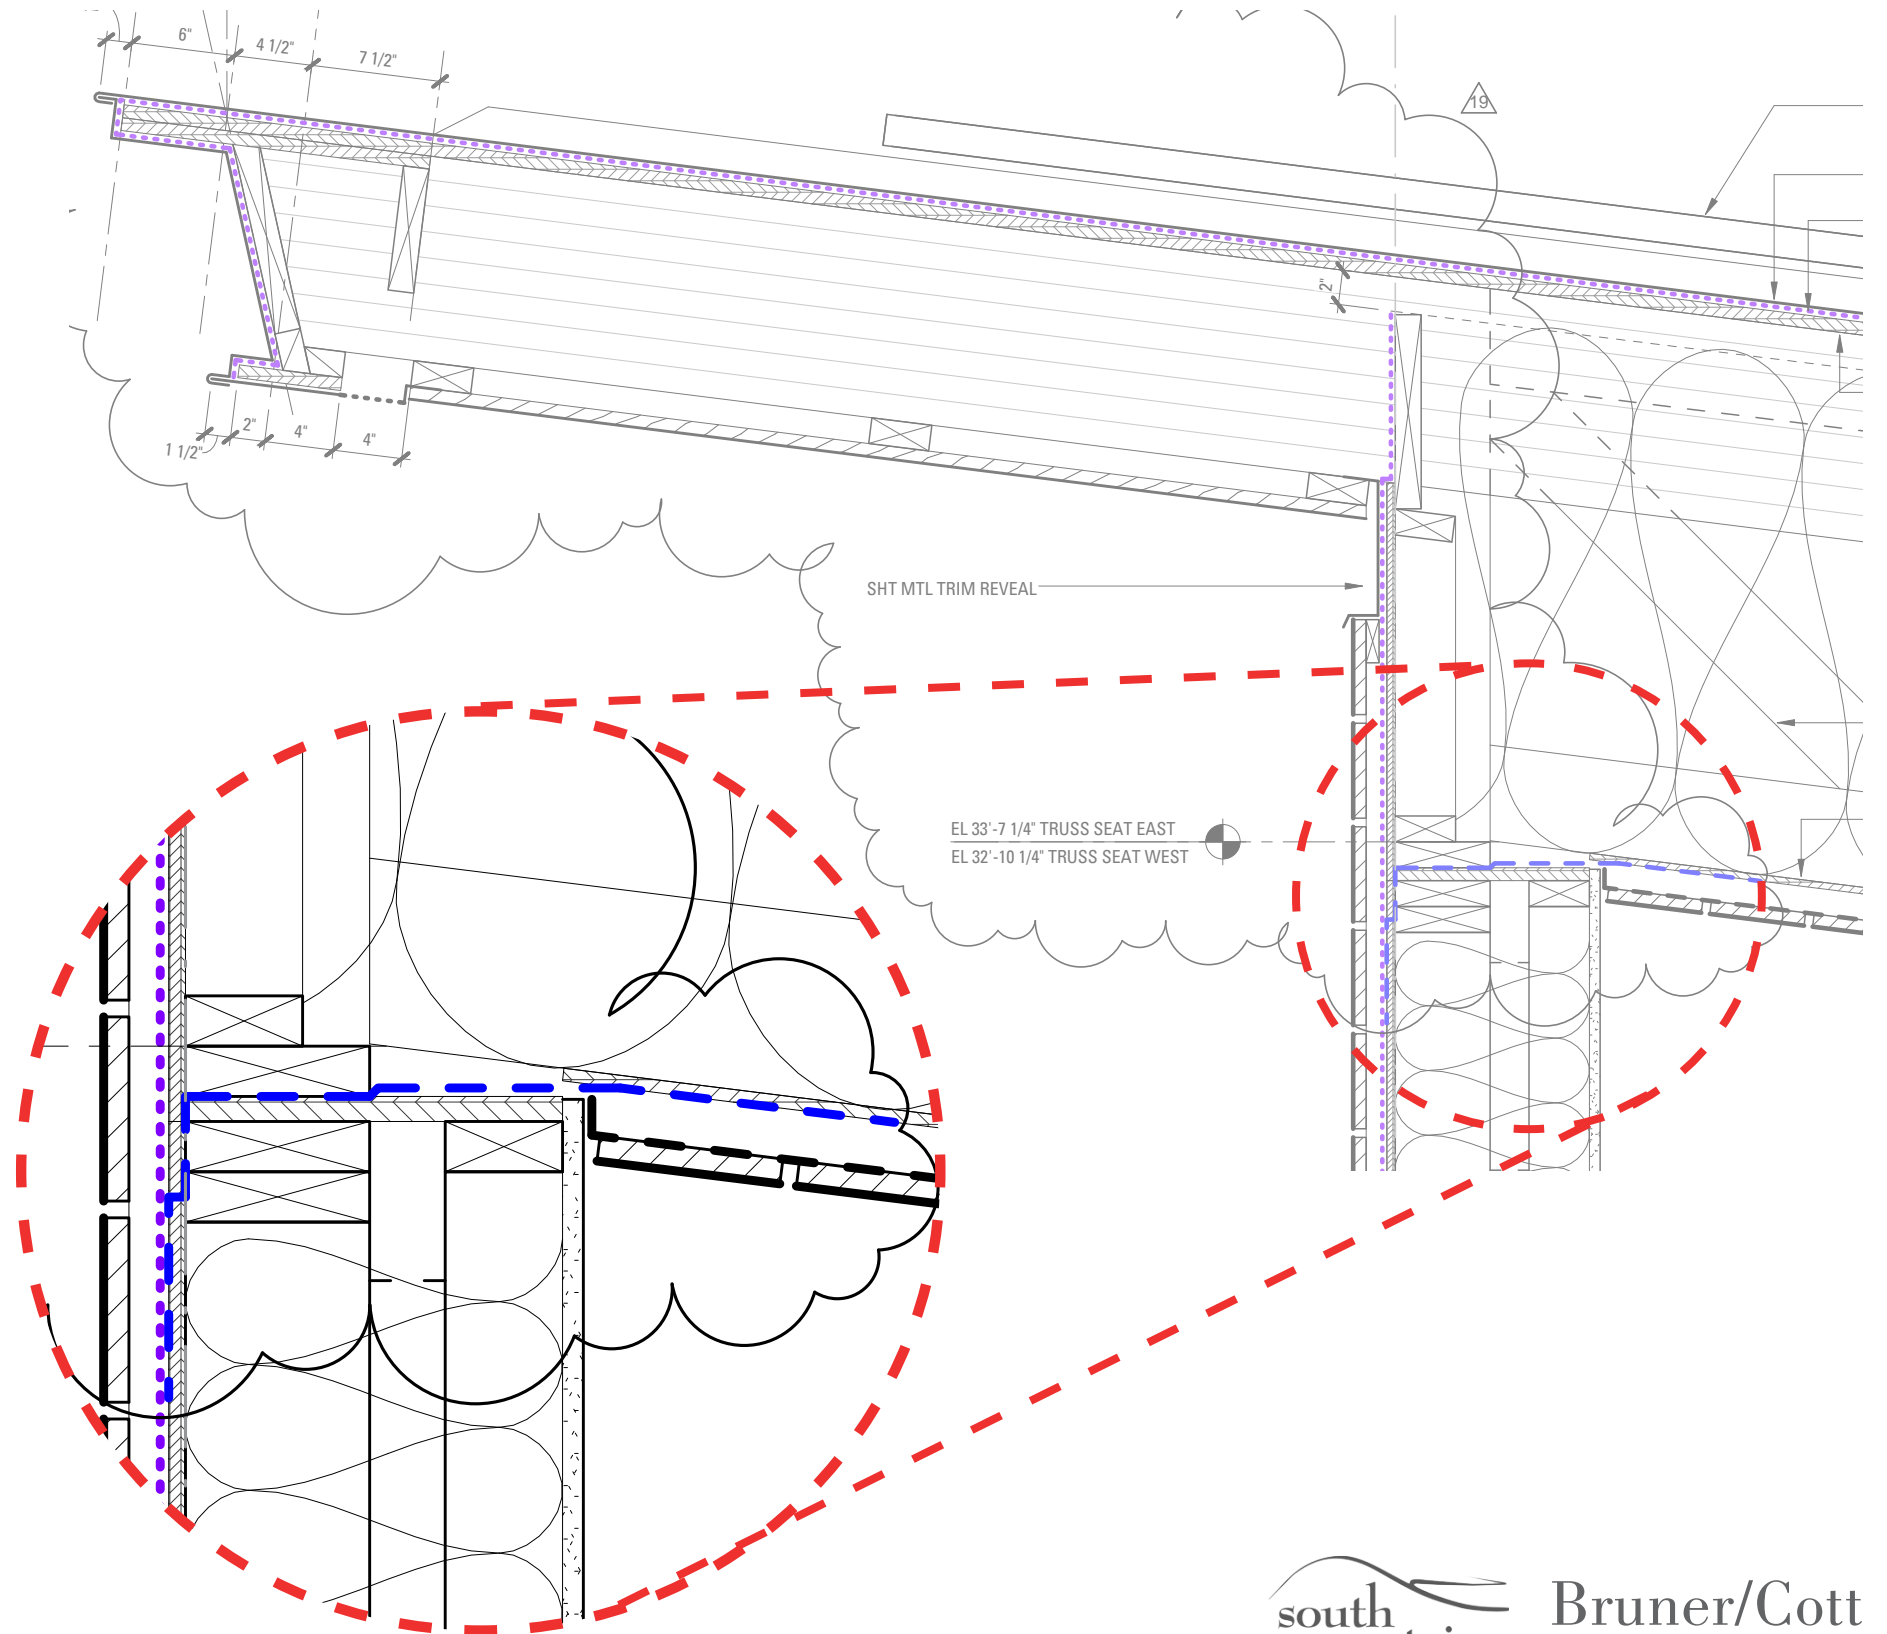 6"
4 1/2"
7 1/2"
19
2"
1 1/2"
2"
4"
4"
SHT MTL TRIM REVEAL
EL 33'-7 1/4" TRUSS SEAT EAST
EL 32'-10 1/4" TRUSS SEAT WEST
south
Bruner/Cott